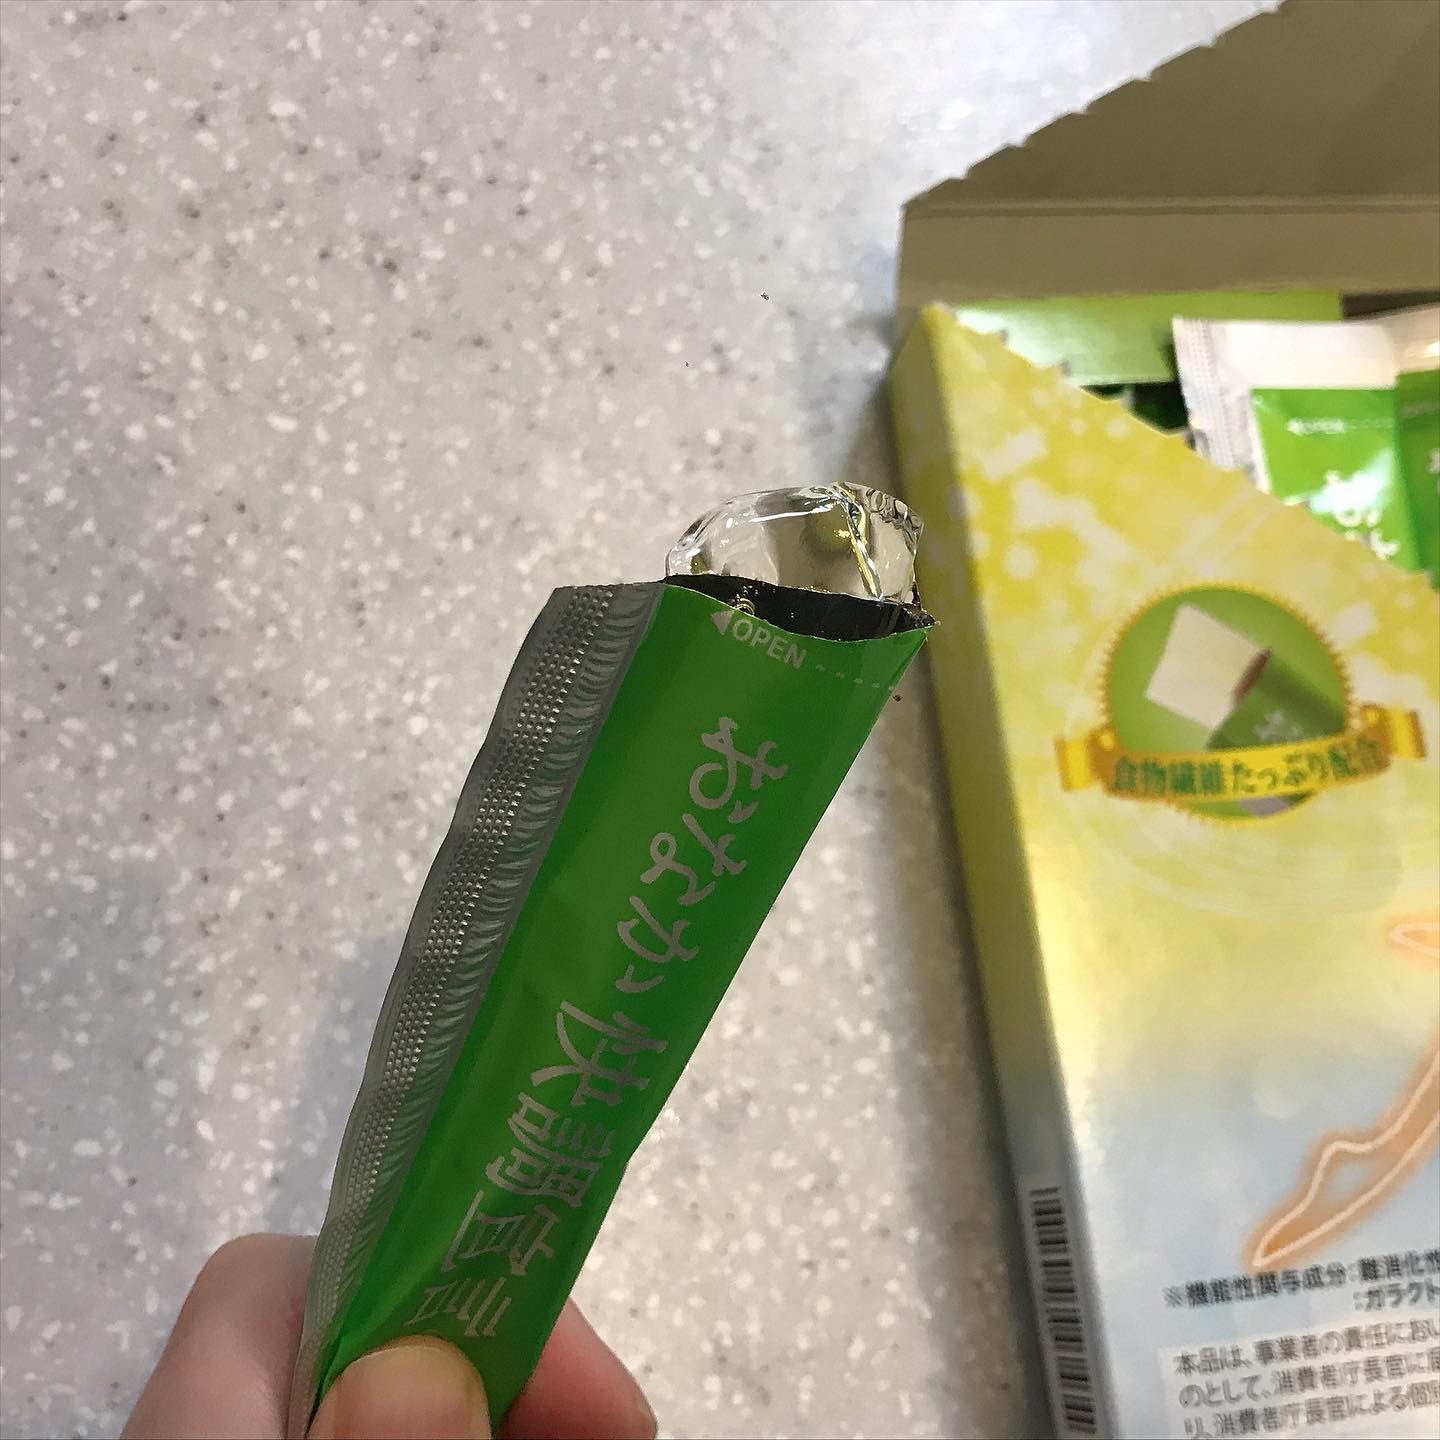 ◀OPEN
おなか快調宣言
OPEN
おな
食物繊維たっぷり配合
※機能性関与成分:難消化性
:ガラクト
本品は、事業者の責任におい
のとして、消費者庁長官に届
り、消費者庁長官による個別